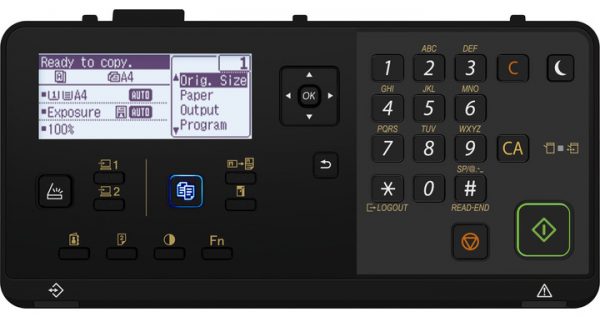 Ready to copy.
1
A4
Orig. Size
A4 AUTO
Paper
Exposure AUTO
Output
100%
Program
OK
1
2
Fn
ABC DEF
1 2 3 C
GHI JKL MNO
4 5 6
PQRS TUV WXYZ
7 8 9 CA
SP/@.-_
* 0 #
LOGOUT READ-END